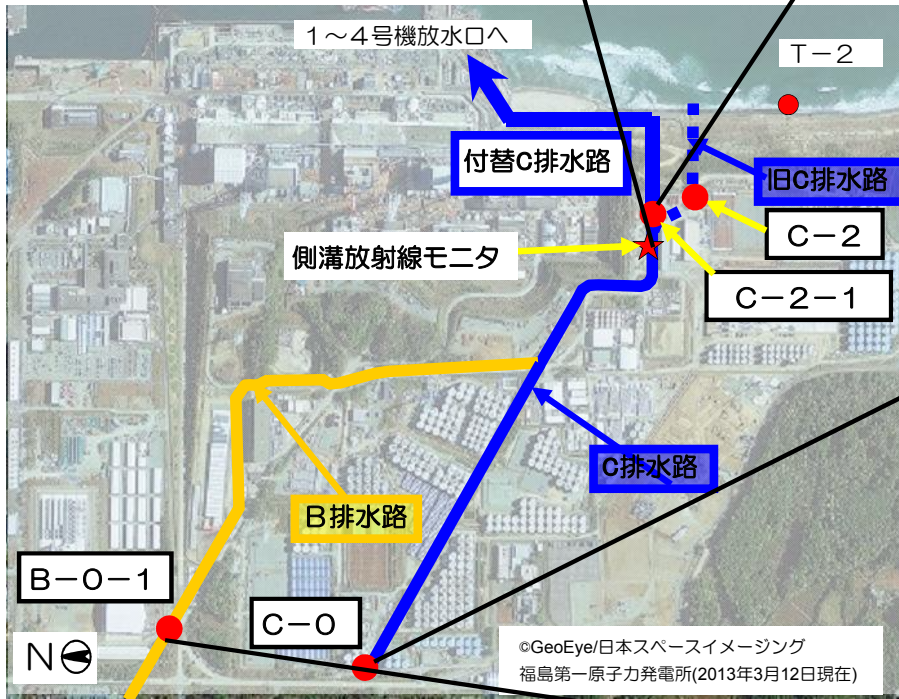 1～4号機放水口へ
T－2
付替C排水路
旧C排水路
C－2
側溝放射線モニタ
C－2－1
C排水路
B排水路
B－0－1
C－0
N
©GeoEye/日本スペースイメージング
福島第一原子力発電所(2013年3月12日現在)